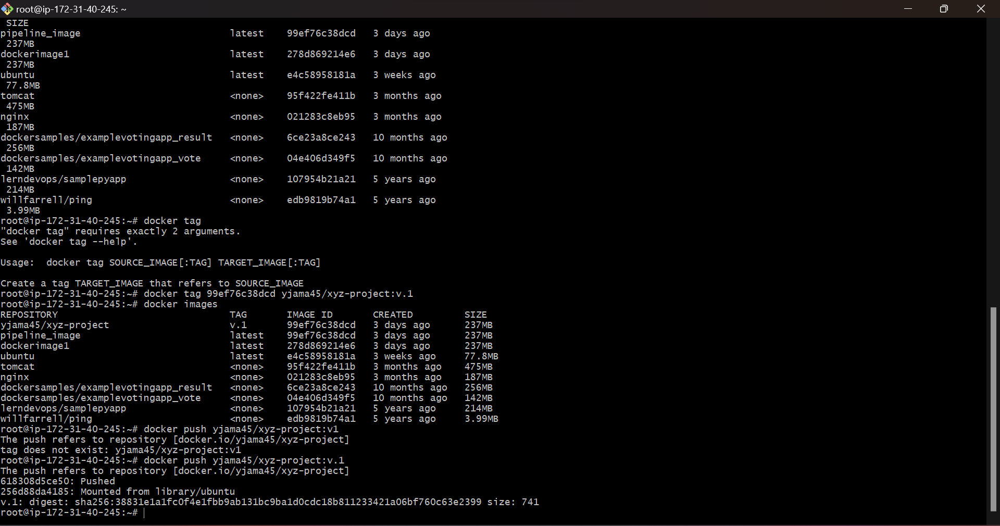 root@ip-172-31-40-245: ~
 SIZE
pipeline_image                          latest    99ef76c38dcd   3 days ago
 237MB
dockerimage1                            latest    278d869214e6   3 days ago
 237MB
ubuntu                                  latest    e4c58958181a   3 weeks ago
 77.8MB
tomcat                                  <none>    95f422fe411b   3 months ago
 475MB
nginx                                   <none>    021283c8eb95   3 months ago
 187MB
dockersamples/examplevotingapp_result   <none>    6ce23a8ce243   10 months ago
 256MB
dockersamples/examplevotingapp_vote     <none>    04e406d349f5   10 months ago
 142MB
lerndevops/samplepyapp                  <none>    107954b21a21   5 years ago
 214MB
willfarrell/ping                        <none>    edb9819b74a1   5 years ago
 3.99MB
root@ip-172-31-40-245:~# docker tag
"docker tag" requires exactly 2 arguments.
See 'docker tag --help'.

Usage:  docker tag SOURCE_IMAGE[:TAG] TARGET_IMAGE[:TAG]

Create a tag TARGET_IMAGE that refers to SOURCE_IMAGE
root@ip-172-31-40-245:~# docker tag 99ef76c38dcd yjama45/xyz-project:v.1
root@ip-172-31-40-245:~# docker images
REPOSITORY                              TAG       IMAGE ID       CREATED         SIZE
yjama45/xyz-project                     v.1       99ef76c38dcd   3 days ago      237MB
pipeline_image                          latest    99ef76c38dcd   3 days ago      237MB
dockerimage1                            latest    278d869214e6   3 days ago      237MB
ubuntu                                  latest    e4c58958181a   3 weeks ago     77.8MB
tomcat                                  <none>    95f422fe411b   3 months ago    475MB
nginx                                   <none>    021283c8eb95   3 months ago    187MB
dockersamples/examplevotingapp_result   <none>    6ce23a8ce243   10 months ago   256MB
dockersamples/examplevotingapp_vote     <none>    04e406d349f5   10 months ago   142MB
lerndevops/samplepyapp                  <none>    107954b21a21   5 years ago     214MB
willfarrell/ping                        <none>    edb9819b74a1   5 years ago     3.99MB
root@ip-172-31-40-245:~# docker push yjama45/xyz-project:v1
The push refers to repository [docker.io/yjama45/xyz-project]
tag does not exist: yjama45/xyz-project:v1
root@ip-172-31-40-245:~# docker push yjama45/xyz-project:v.1
The push refers to repository [docker.io/yjama45/xyz-project]
618308d5ce50: Pushed
256d88da4185: Mounted from library/ubuntu
v.1: digest: sha256:38831e1a1fc0f4e1fbb9ab131bc9ba1d0cdc18b811233421a06bf760c63e2399 size: 741
root@ip-172-31-40-245:~#